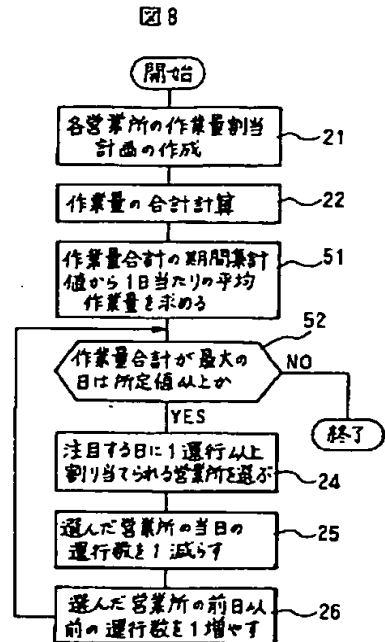 図8
開始
各営業所の作業量割当
計画の作成
21
作業量の合計計算
22
作業量合計の期間集計
値から1日当たりの平均
作業量を求める
51
52
作業量合計が最大の
日は所定値以上か
NO
YES
終了
注目する日に1運行以上
割り当てられる営業所を選ぶ
24
選んだ営業所の当日の
運行数を1減らす
25
選んだ営業所の前日以
前の運行数を1増やす
26